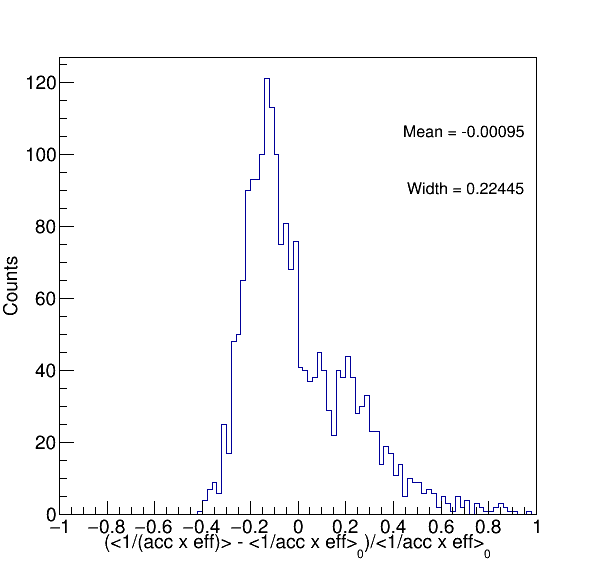 120
100
80
60
40
20
0
Counts
Mean = -0.00095
Width = 0.22445
−1 −0.8 −0.6 −0.4 −0.2 0 0.2 0.4 0.6 0.8 1
(<1/(acc x eff)> - <1/acc x eff>0)/<1/acc x eff>0